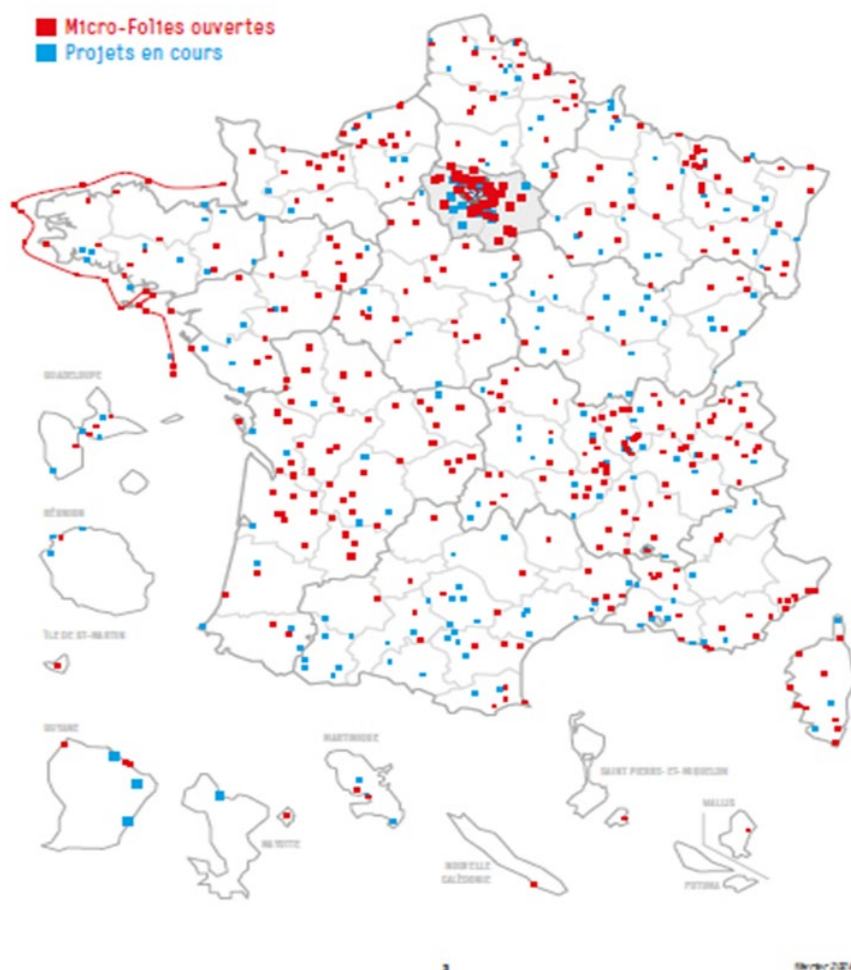 Micro-Folies ouvertes
Projets en cours
GUADELOUPE
RÉUNION
ÎLE DE ST-MARTIN
GUYANE
MARTINIQUE
SAINT PIERRE-ET-MIQUELON
MAYOTTE
NOUVELLE
CALÉDONIE
WALLIS
FUTUNA